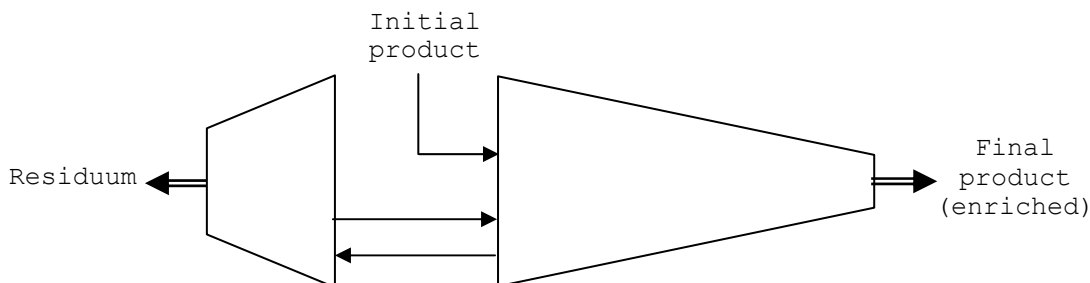 Initial
product
Residuum
Final
product
(enriched)